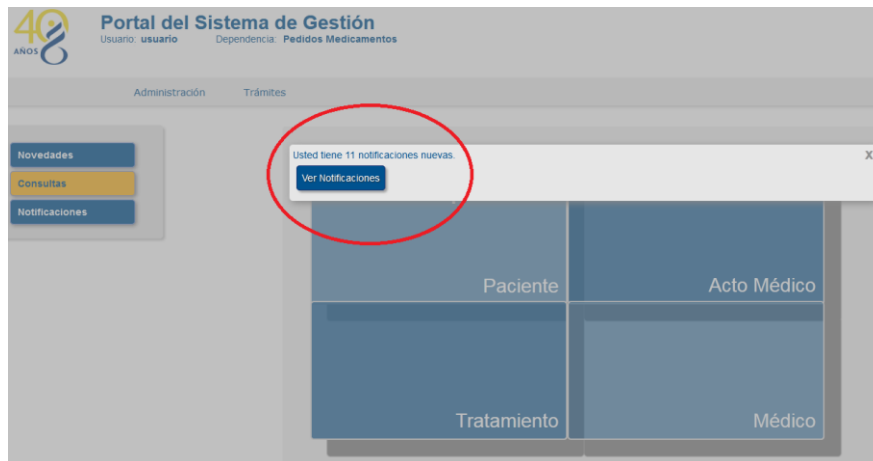 40
AÑOS
Portal del Sistema de Gestión
Usuario: usuario Dependencia: Pedidos Medicamentos
Administración Trámites
Novedades
Consultas
Notificaciones
Usted tiene 11 notificaciones nuevas.
X
Ver Notificaciones
Paciente
Acto Médico
Tratamiento
Médico